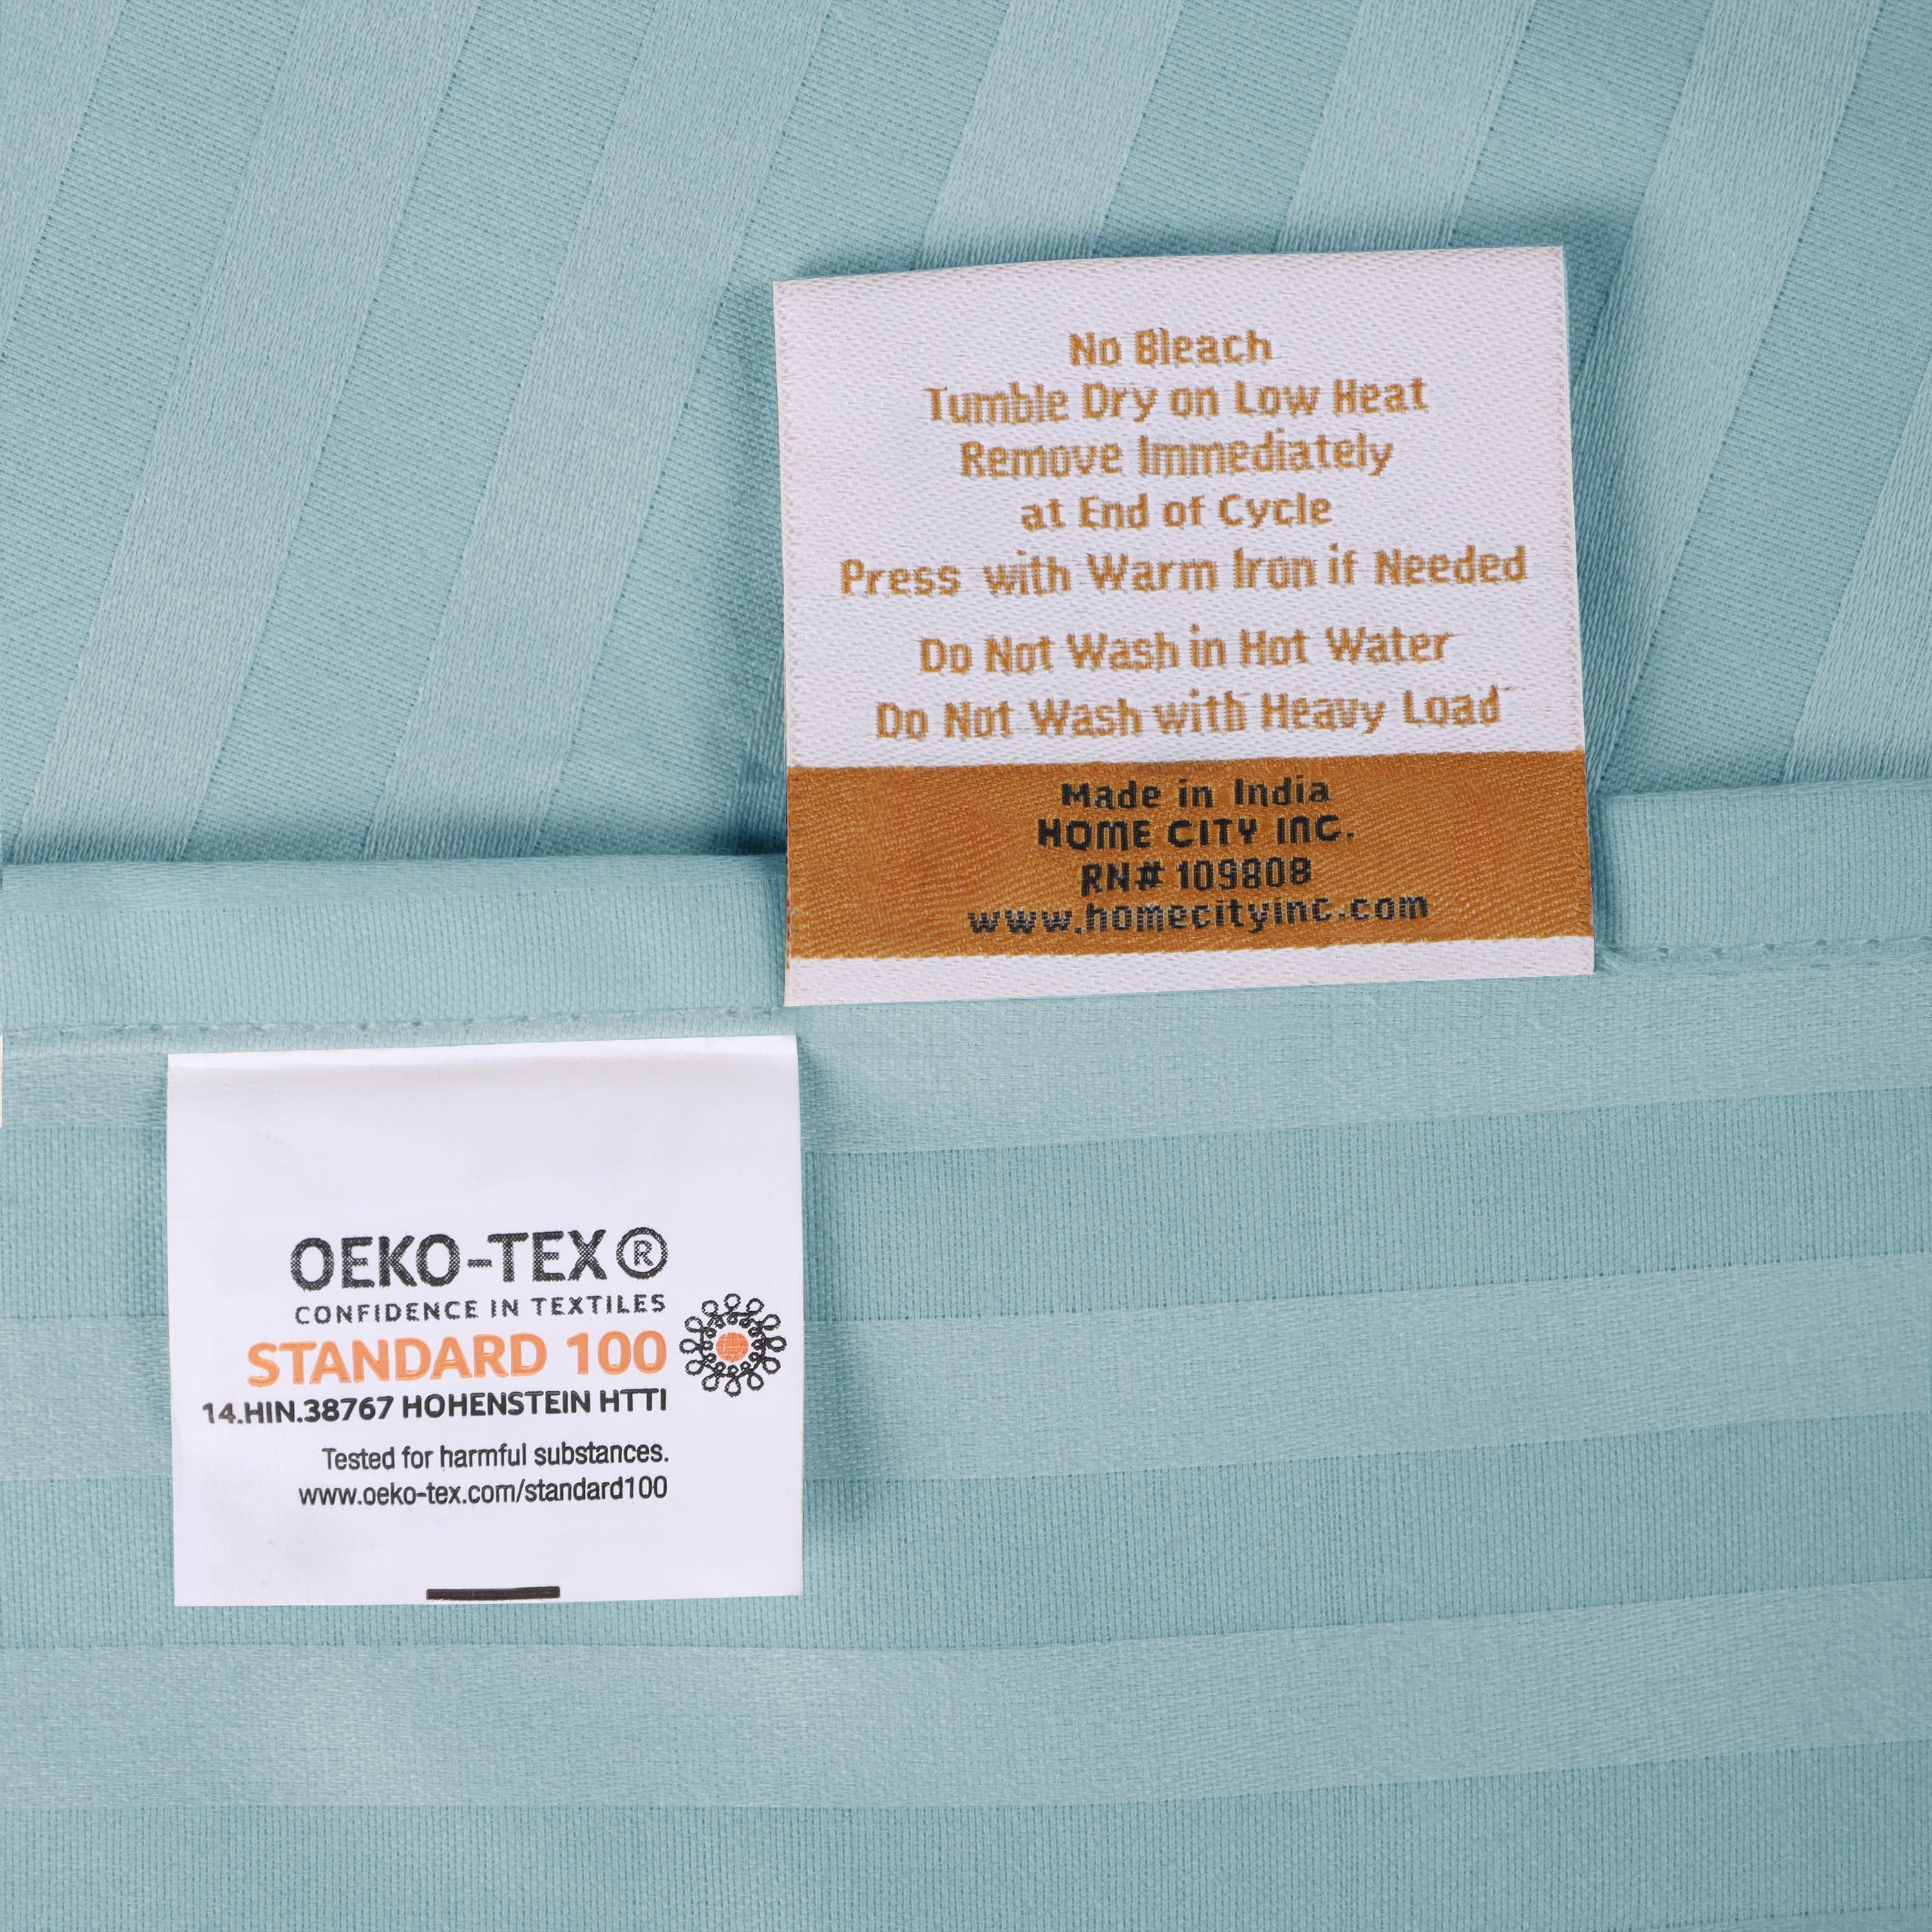 No Bleach
Tumble Dry on Low Heat
Remove Immediately
at End of Cycle
Press with Warm Iron if Needed
Do Not Wash in Hot Water
Do Not Wash with Heavy Load
Made in India
HOME CITY INC.
RN# 109808
www.homecityinc.com
OEKO-TEX®
CONFIDENCE IN TEXTILES
STANDARD 100
14.HIN.38767 HOHENSTEIN HTTI
Tested for harmful substances.
www.oeko-tex.com/standard100